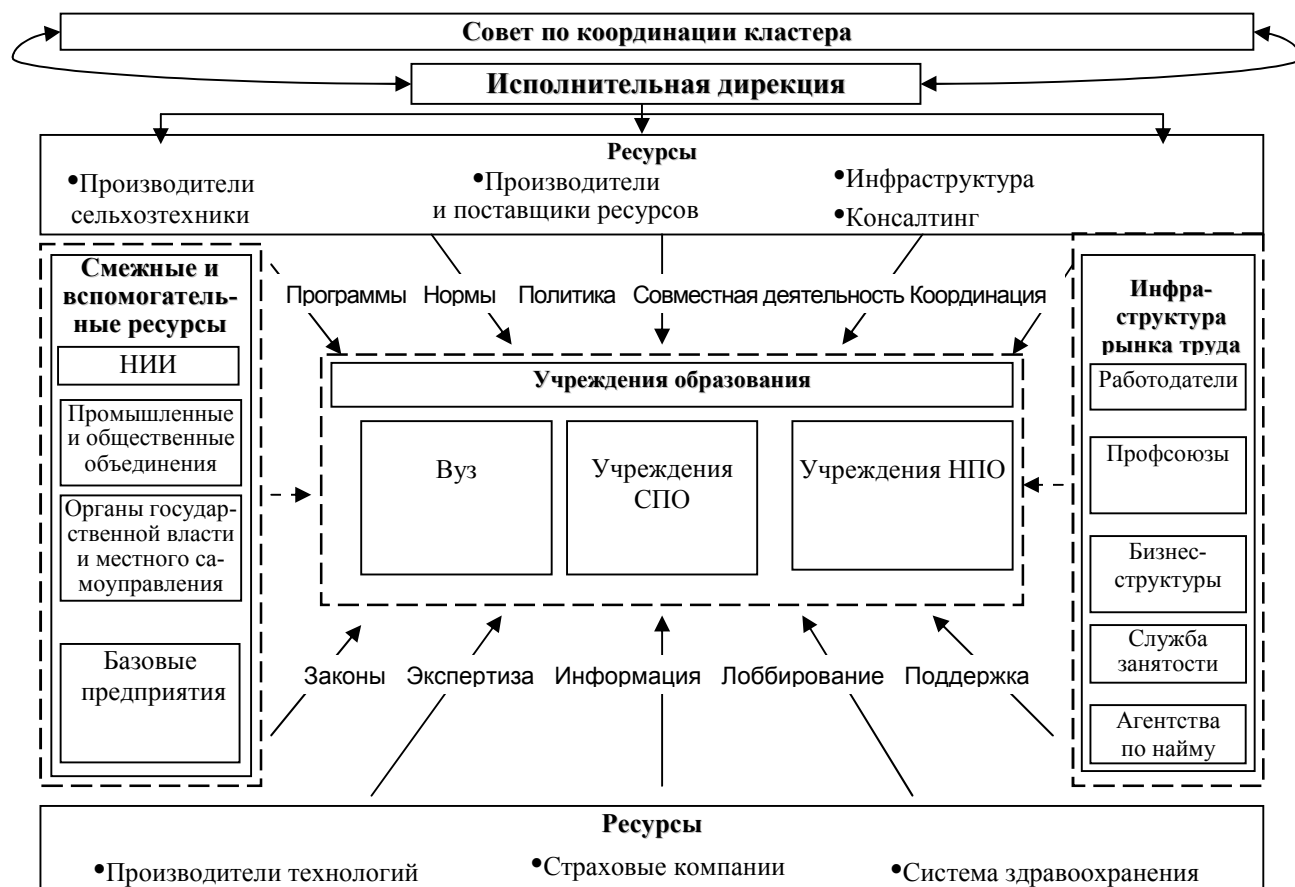 Совет по координации кластера
Исполнительная дирекция
Ресурсы
•Производители
сельхозтехники
•Производители
и поставщики ресурсов
•Инфраструктура
•Консалтинг
Смежные и
вспомогатель-
ные ресурсы
НИИ
Промышленные
и общественные
объединения
Органы государ-
ственной власти
и местного са-
моуправления
Базовые
предприятия
Программы Нормы Политика Совместная деятельность Координация
Учреждения образования
Вуз
Учреждения
СПО
Учреждения НПО
Законы Экспертиза Информация Лоббирование Поддержка
Инфра-
структура
рынка труда
Работодатели
Профсоюзы
Бизнес-
структуры
Служба
занятости
Агентства
по найму
Ресурсы
•Производители технологий
•Страховые компании
•Система здравоохранения